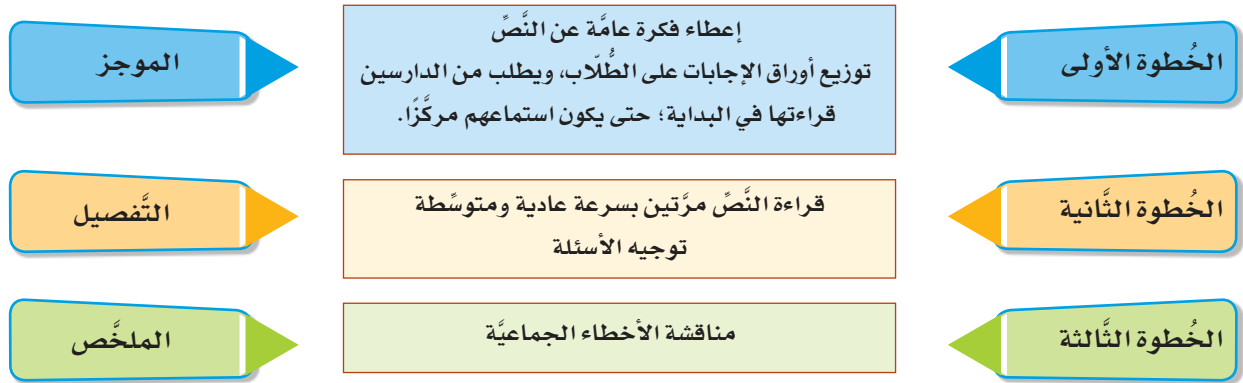 الخُطوة الأولى
إعطاء فكرة عامَّة عن النَّصِّ
توزيع أوراق الإجابات على الطُّلّاب، ويطلب من الدارسين
قراءتها في البداية؛ حتى يكون استماعهم مركَّزًا.
الموجز
الخُطوة الثَّانية
قراءة النَّصِّ مرَّتين بسرعة عادية ومتوسِّطة
توجيه الأسئلة
التَّفصيل
الخُطوة الثَّالثة
مناقشة الأخطاء الجماعيَّة
الملخَّص